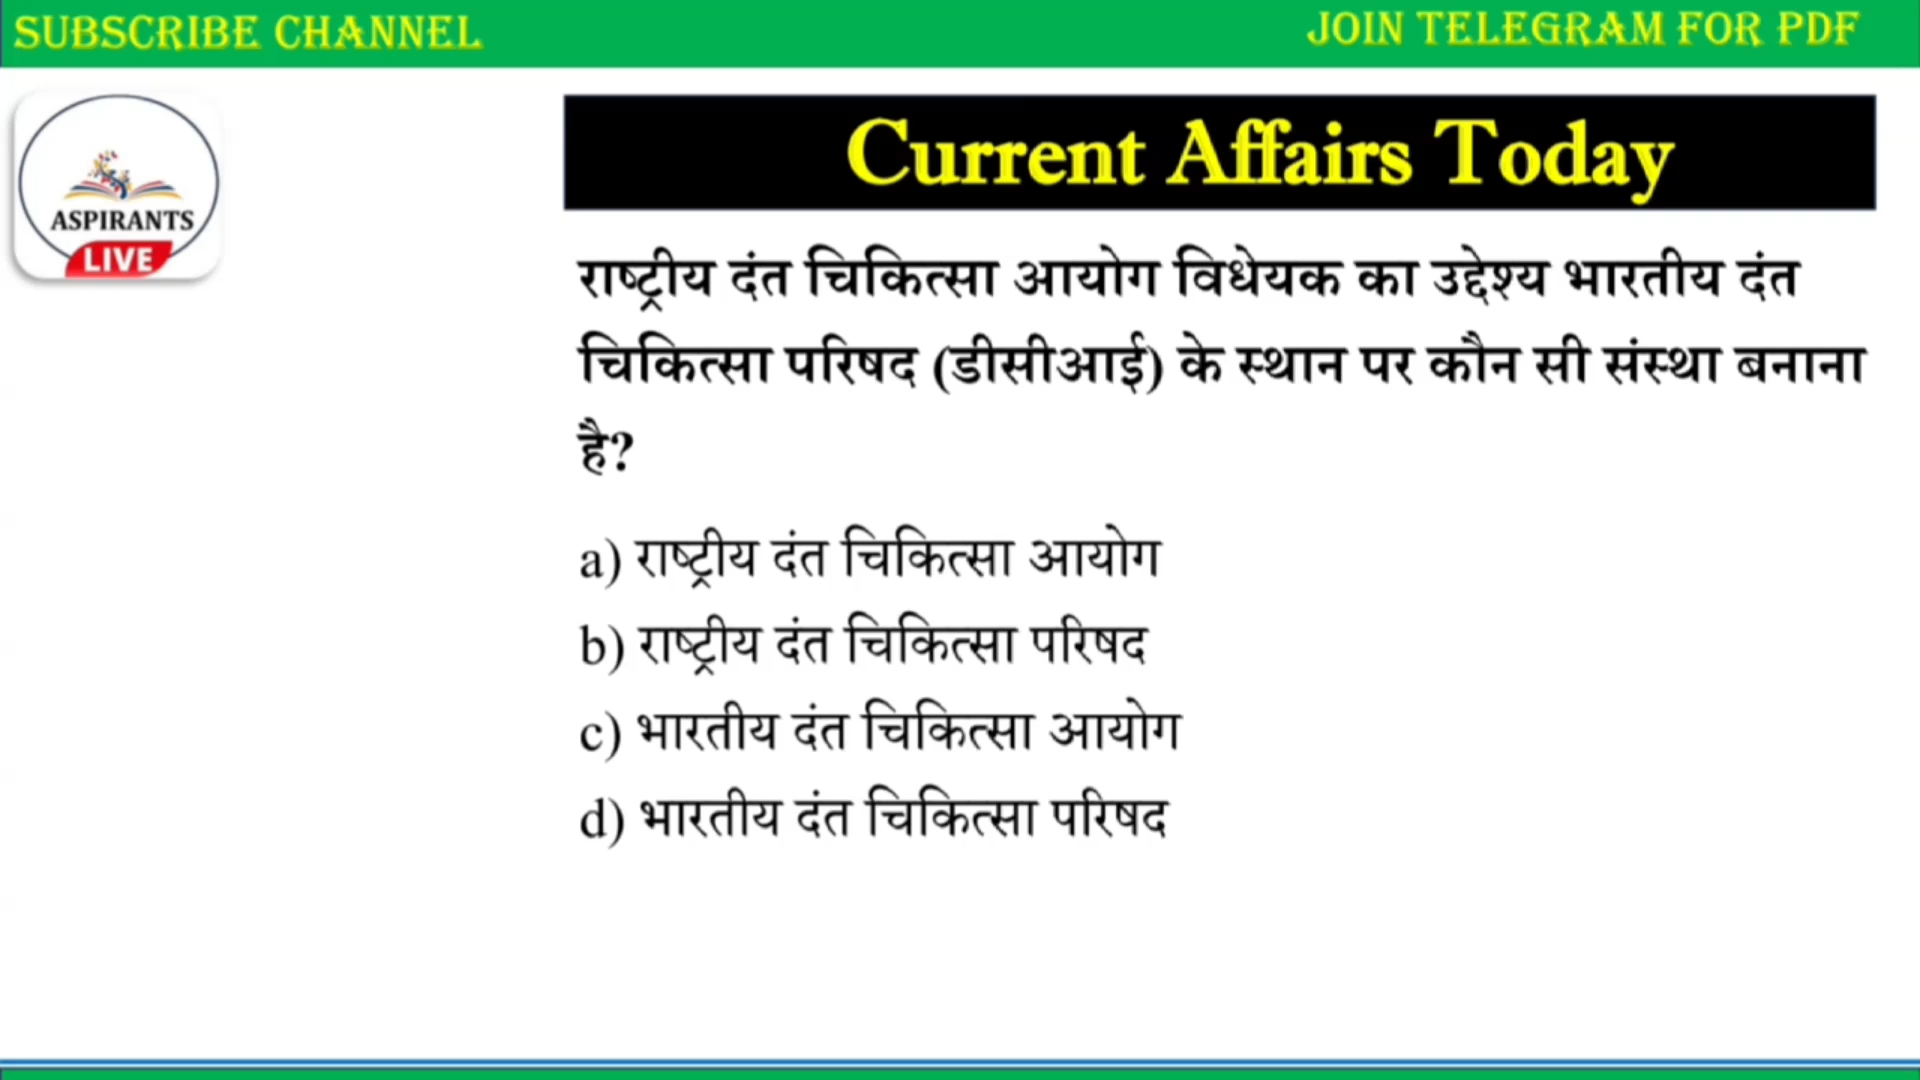 SUBSCRIBE CHANNEL
JOIN TELEGRAM FOR PDF
ASPIRANTS
LIVE
Current Affairs Today
राष्ट्रीय दंत चिकित्सा आयोग विधेयक का उद्देश्य भारतीय दंत
चिकित्सा परिषद (डीसीआई) के स्थान पर कौन सी संस्था बनाना
है?
a) राष्ट्रीय दंत चिकित्सा आयोग
b) राष्ट्रीय दंत चिकित्सा परिषद
c) भारतीय दंत चिकित्सा आयोग
d) भारतीय दंत चिकित्सा परिषद